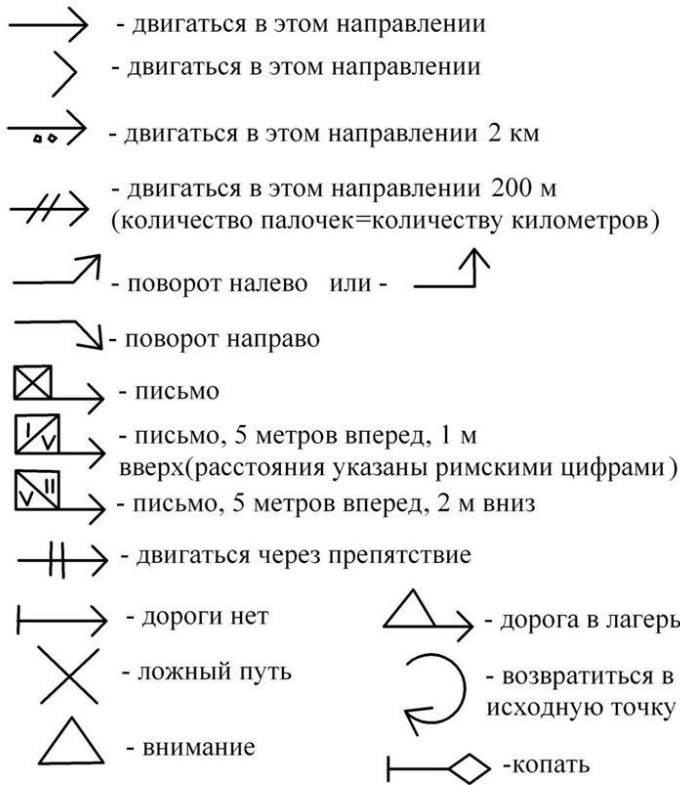 - двигаться в этом направлении
- двигаться в этом направлении
- двигаться в этом направлении 2 км
- двигаться в этом направлении 200 м
(количество палочек=количеству километров)
- поворот налево или -
- поворот направо
- письмо
I V - письмо, 5 метров вперед, 1 м
вверх(расстояния указаны римскими цифрами)
V II - письмо, 5 метров вперед, 2 м вниз
- двигаться через препятствие
- дороги нет
- ложный путь
- внимание
- дорога в лагерь
- возвратиться в
исходную точку
-копать